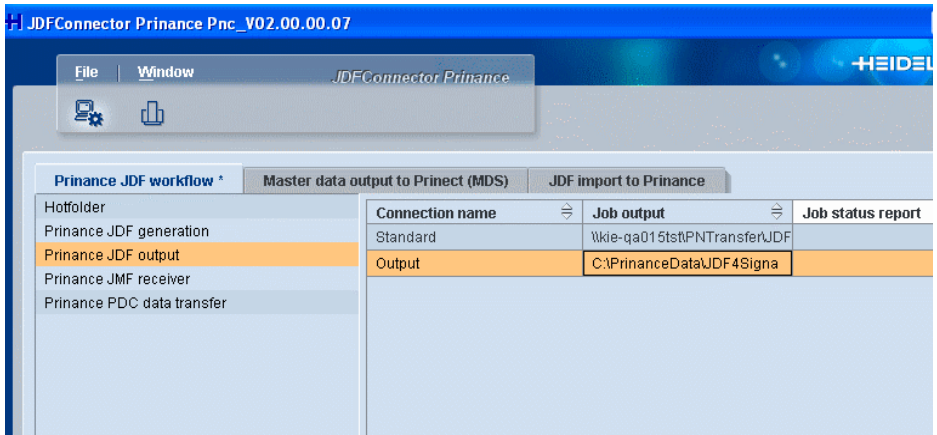 JDFConnector Prinance Pnc_V02.00.00.07
File | Window
JDFConnector Prinance
HEIDEL
Prinance JDF workflow *
Master data output to Prinect (MDS)
JDF import to Prinance
Hotfolder
Prinance JDF generation
Prinance JDF output
Prinance JMF receiver
Prinance PDC data transfer
Connection name
Job output
Job status report
Standard
\\kie-qa015tst\PNTransfer\JDF
Output
C:\PrinanceData\JDF4Signa